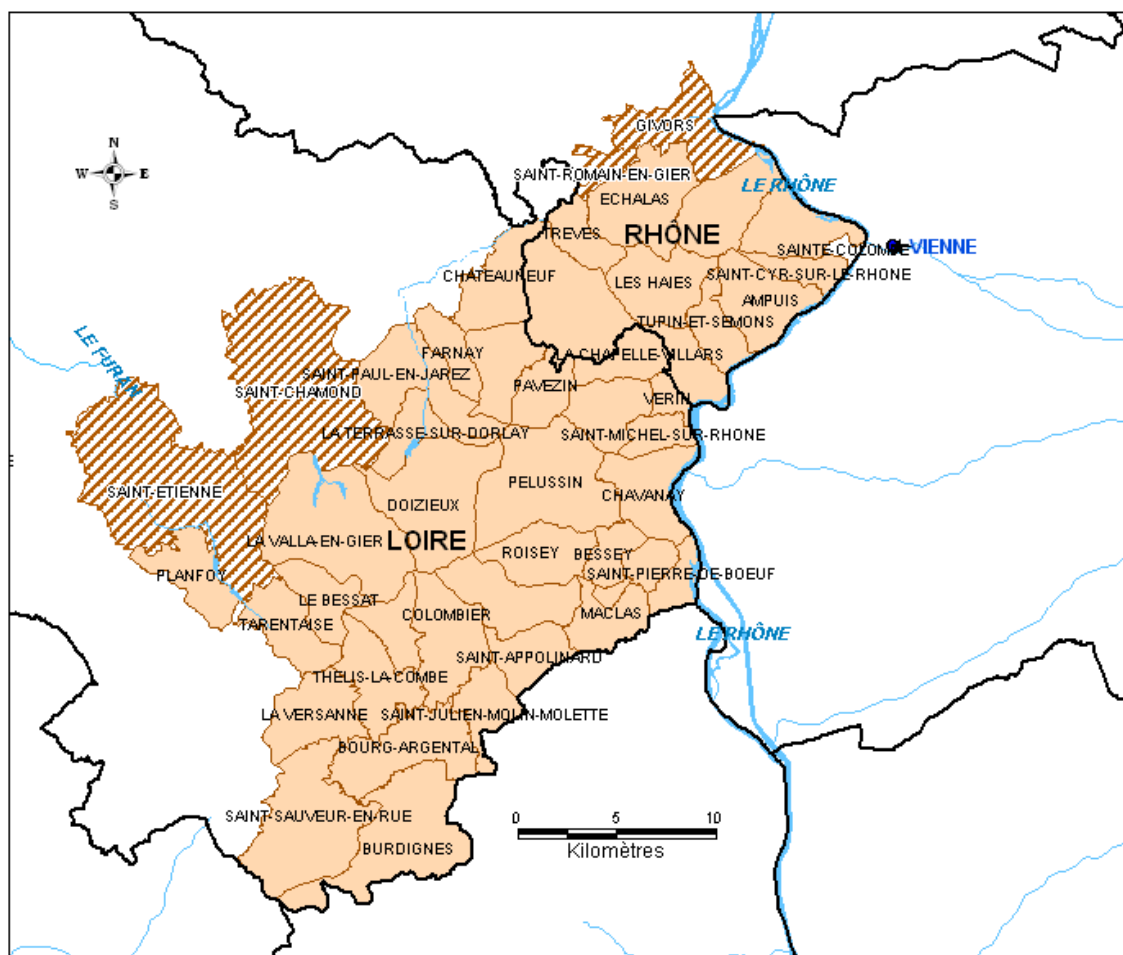 GIVORS
N
W E
S
SAINT-ROMAIN-EN-GIER
LE RHÔNE
ECHALAS
TREVES
RHÔNE
SAINTE-COLOMBE
VIENNE
CHATEAUNEUF
LES HAIES
SAINT-CYR-SUR-LE-RHONE
AMPUIS
TUPIN-ET-SEMONS
LE FURAN
FARNAY
LA CHAPELLE-VILLARS
SAINT-PAUL-EN-JAREZ
SAINT-CHAMOND
PAVEZIN
VERIN
LA TERRASSE-SUR-DORLAY
SAINT-MICHEL-SUR-RHONE
SAINT-ETIENNE
PELUSSIN
CHAVANAY
DOIZIEUX
LA VALLA-EN-GIER
LOIRE
ROISEY
BESSEY
PLANFOY
SAINT-PIERRE-DE-BOEUF
LE BESSAT
COLOMBIER
MACLAS
TARENTAISE
LE RHÔNE
SAINT-APPOLINARD
THELIS-LA-COMBE
LA VERSANNE
SAINT-JULIEN-MOLIN-MOLETTE
BOURG-ARGENTAL
SAINT-SAUVEUR-EN-RUE
0 5 10
Kilomètres
BURDIGNES